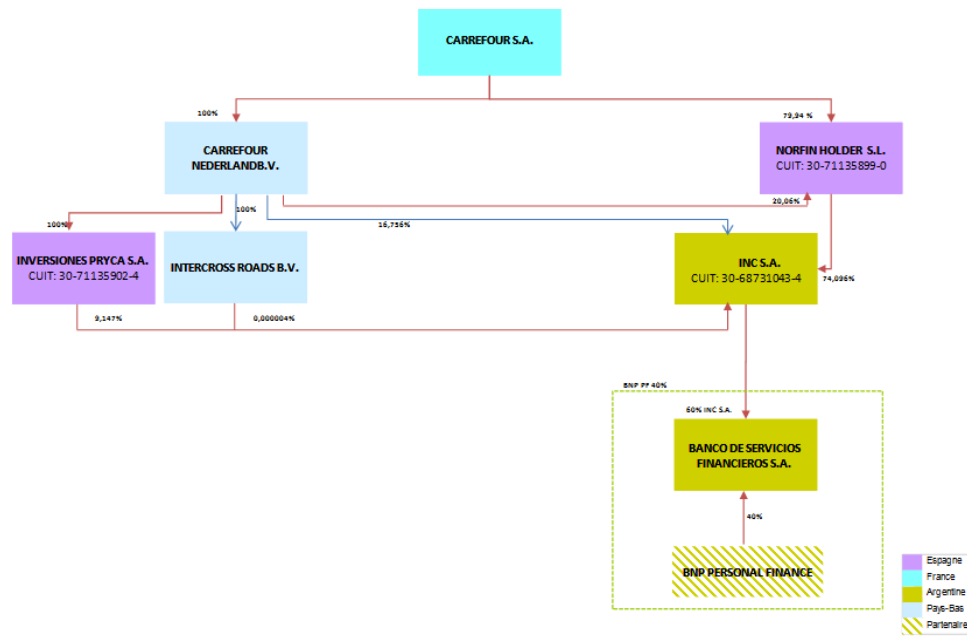 CARREFOUR S.A.
100%
79,94 %
CARREFOUR
NEDERLANDB.V.
NORFIN HOLDER S.L.
CUIT: 30-71135899-0
100%
100%
16,756%
20,06%
INVERSIONES PRYCA S.A.
CUIT: 30-71135902-4
INTERCROSS ROADS B.V.
INC S.A.
CUIT: 30-68731043-4
74,096%
9,147%
0,000004%
BNP PF 40%
60% INC S.A.
BANCO DE SERVICIOS
FINANCIEROS S.A.
40%
BNP PERSONAL FINANCE
Espagne
France
Argentine
Pays-Bas
Partenaire